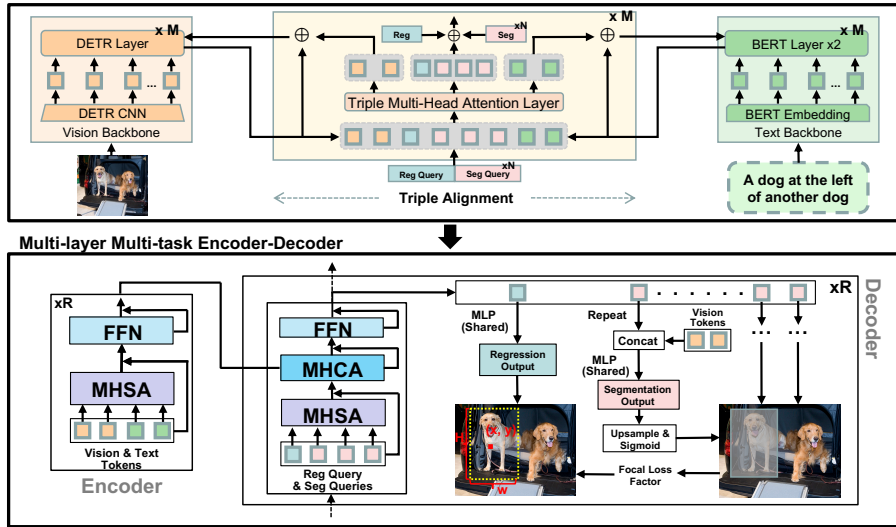 x M
DETR Layer
...
DETR CNN
Vision Backbone
x M
Reg
Seg
xN
Triple Multi-Head Attention Layer
Reg Query
Seg Query
xN
Triple Alignment
x M
BERT Layer x2
...
BERT Embedding
Text Backbone
A dog at the left
of another dog
Multi-layer Multi-task Encoder-Decoder
xR
FFN
MHSA
Vision & Text
Tokens
Encoder
FFN
MHCA
MHSA
Reg Query
& Seg Queries
xR
Decoder
MLP
(Shared)
Regression
Output
Repeat
Concat
Vision
Tokens
MLP
(Shared)
Segmentation
Output
Upsample &
Sigmoid
...
...
(x, y)
H
W
Focal Loss
Factor